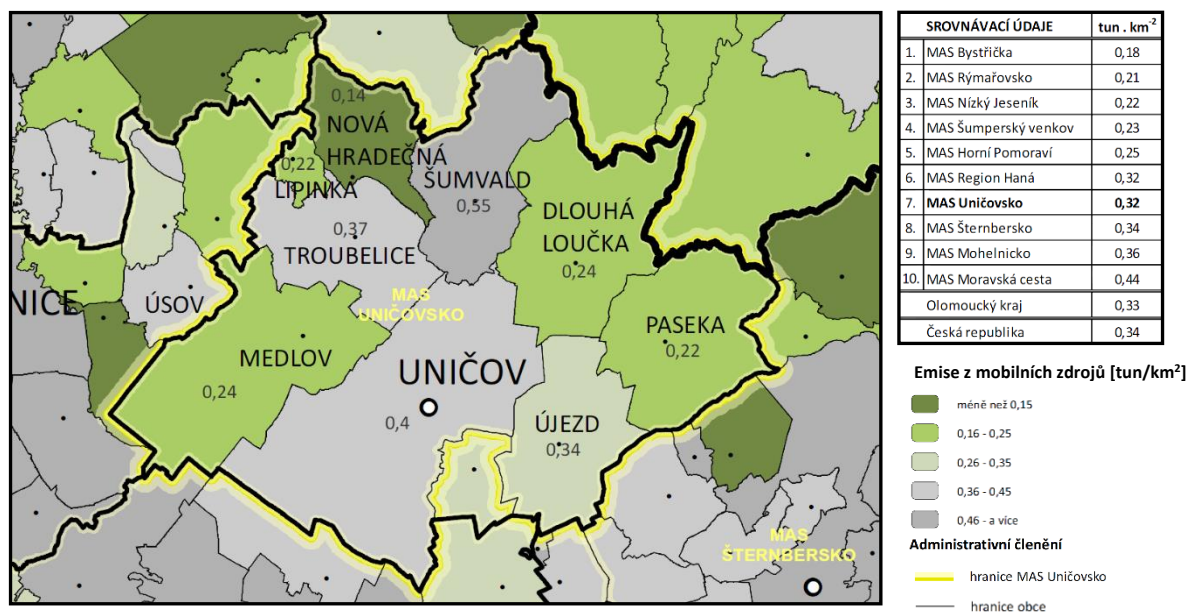 0,14
NOVÁ
HRADEČNÁ
0,22
LIPINKA
ŠUMVALD
0,55
0,37
TROUBELICE
DLOUHÁ
LOUČKA
0,24
NICE
ÚSOV
MAS
UNIČOVSKO
PASEKA
0,22
MEDLOV
0,24
UNIČOV
0,4
ÚJEZD
0,34
MAS
ŠTERNBERSKO
SROVNÁVACÍ ÚDAJE tun . km-2
1. MAS Bystřička 0,18
2. MAS Rýmařovsko 0,21
3. MAS Nízký Jeseník 0,22
4. MAS Šumperský venkov 0,23
5. MAS Horní Pomoraví 0,25
6. MAS Region Haná 0,32
7. MAS Uničovsko 0,32
8. MAS Šternbersko 0,34
9. MAS Mohelnicko 0,36
10. MAS Moravská cesta 0,44
Olomoucký kraj 0,33
Česká republika 0,34
Emise z mobilních zdrojů [tun/km2]
méně než 0,15
0,16 - 0,25
0,26 - 0,35
0,36 - 0,45
0,46 - a více
Administrativní členění
hranice MAS Uničovsko
hranice obce